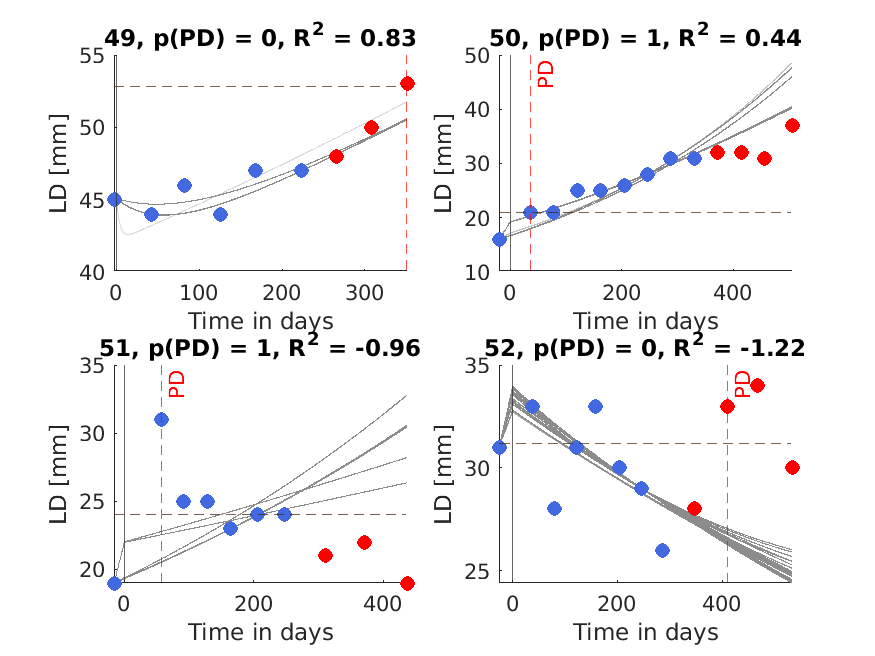 49, p(PD) = 0, R² = 0.83
55
50
45
40
LD [mm]
0
100
200
300
Time in days
50, p(PD) = 1, R² = 0.44
PD
50
40
30
20
10
LD [mm]
0
200
400
Time in days
51, p(PD) = 1, R² = -0.96
PD
35
30
25
20
LD [mm]
0
200
400
Time in days
52, p(PD) = 0, R² = -1.22
PD
35
30
25
LD [mm]
0
200
400
Time in days